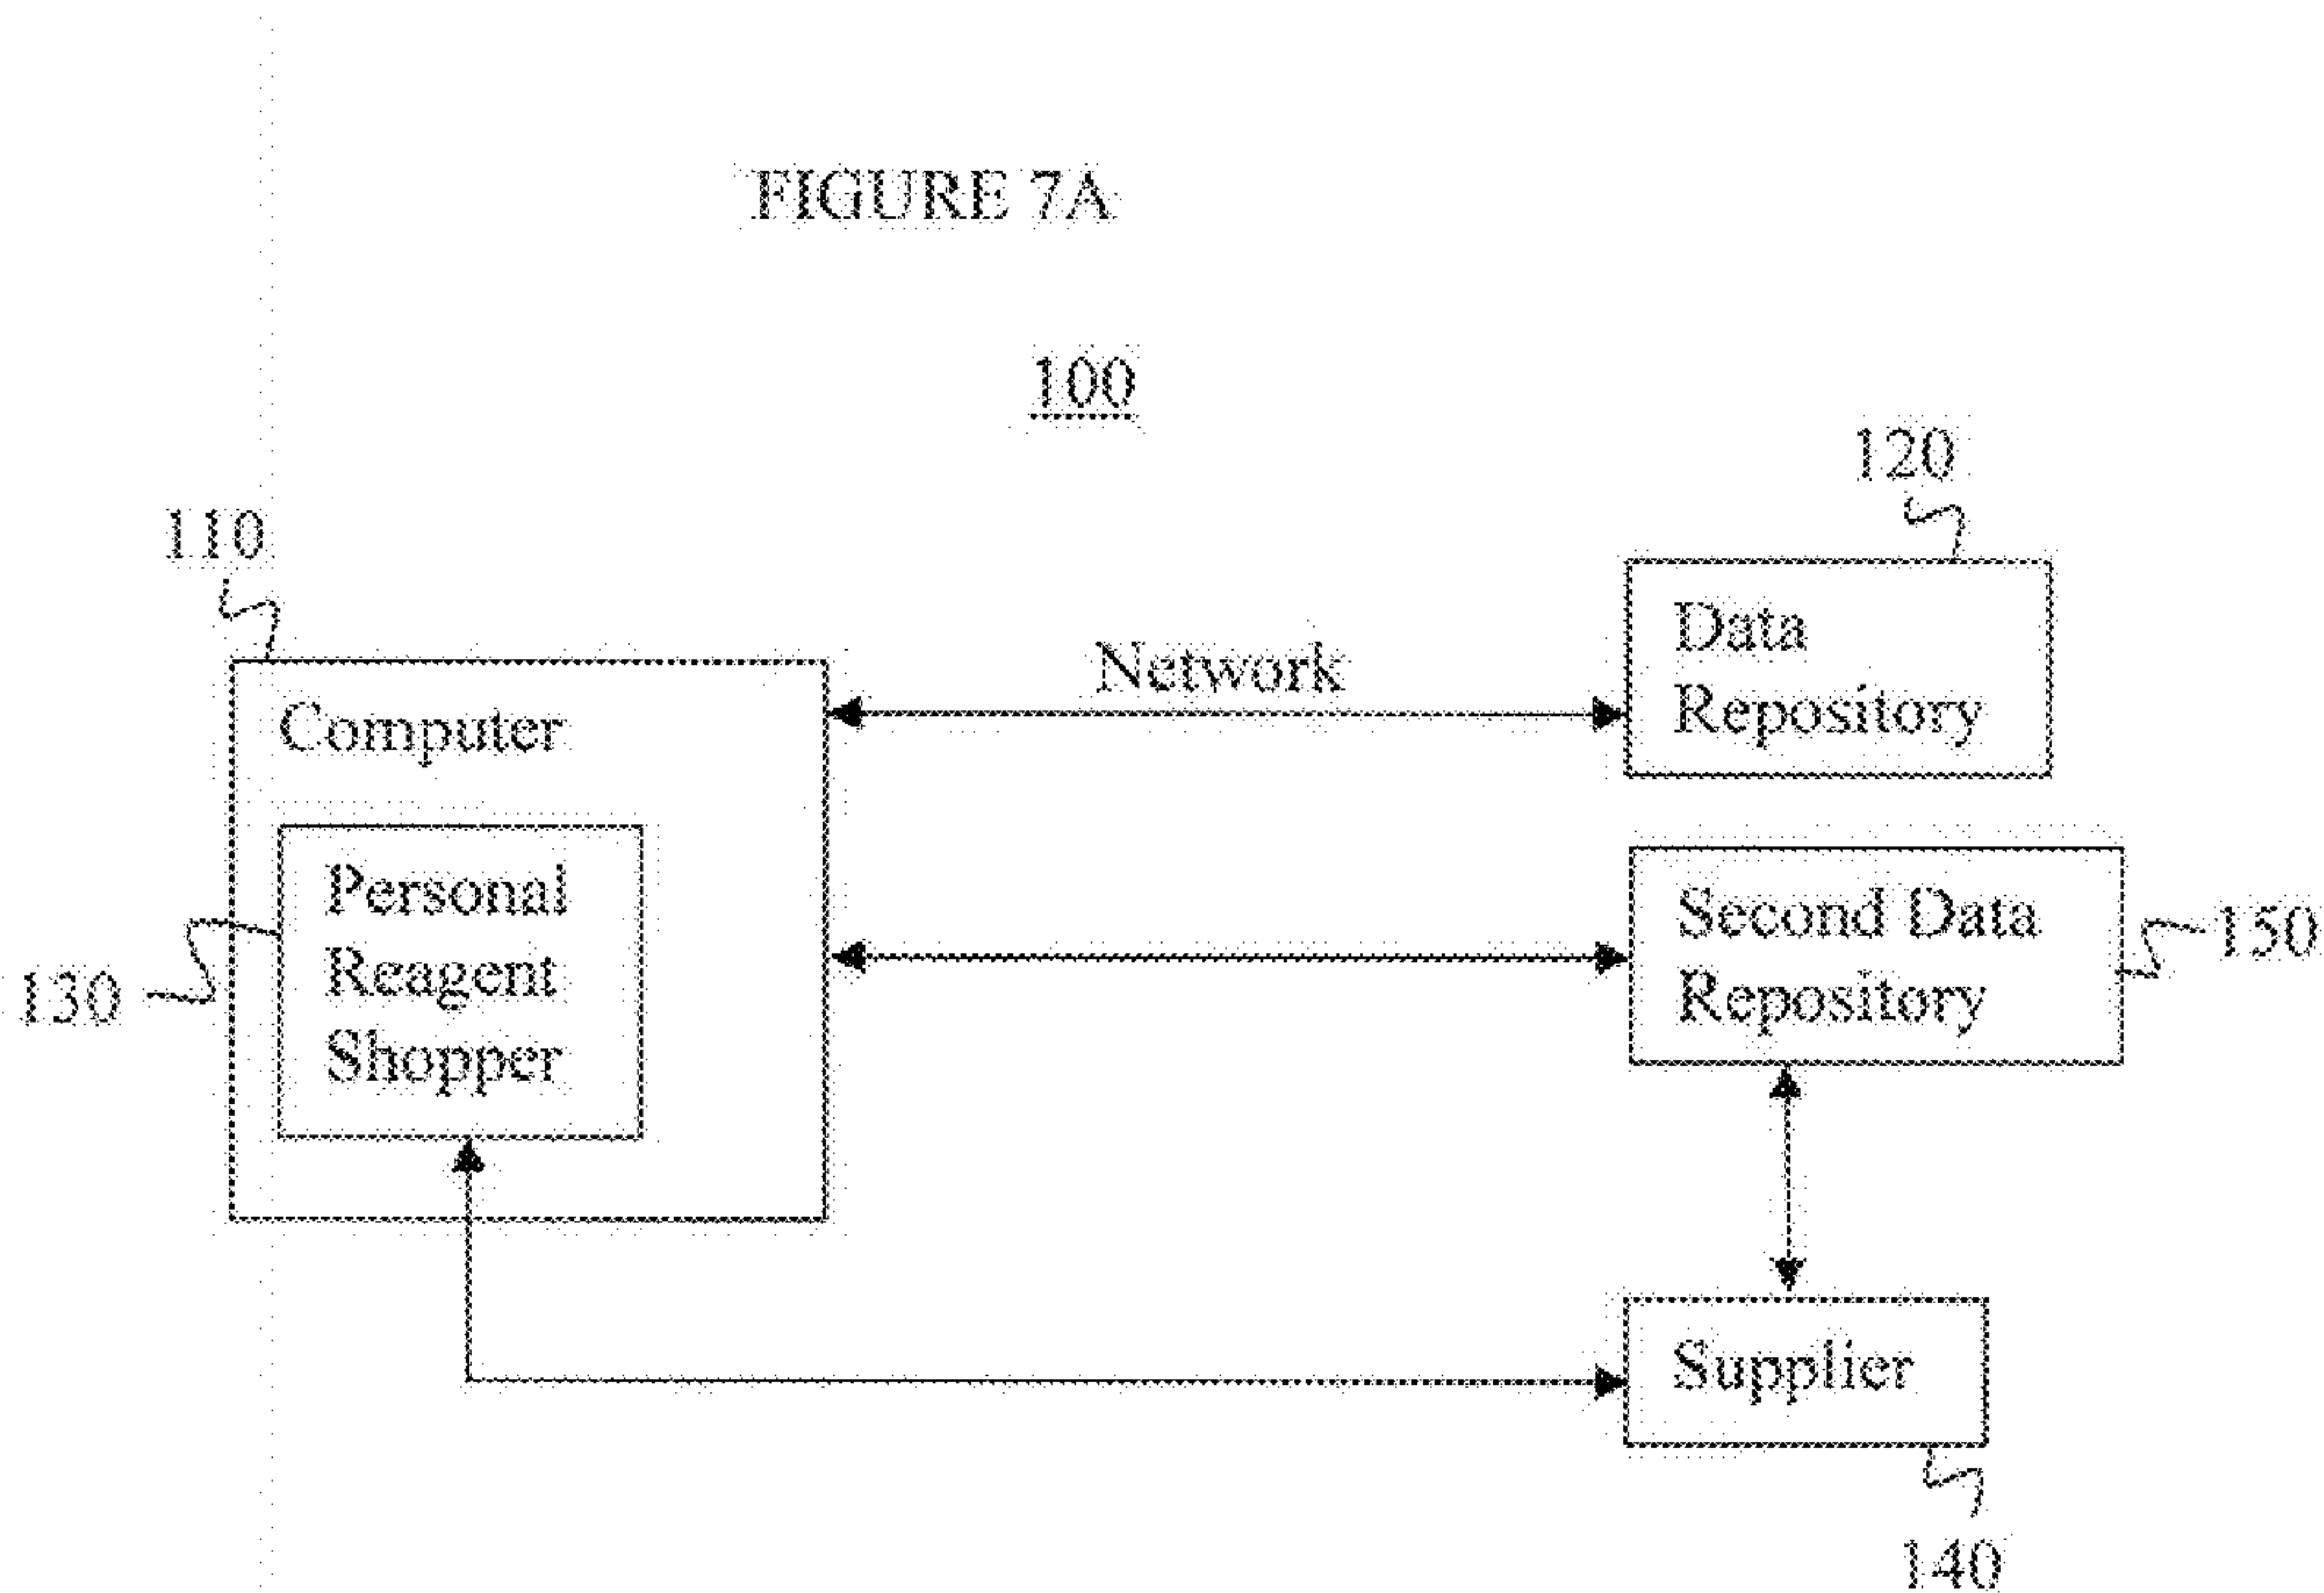 FIGURE 7A
100
120
110
Data
Repository
Network
Computer
Personal
Reagent
Shopper
130
Second Data
Repository
150
Supplier
140